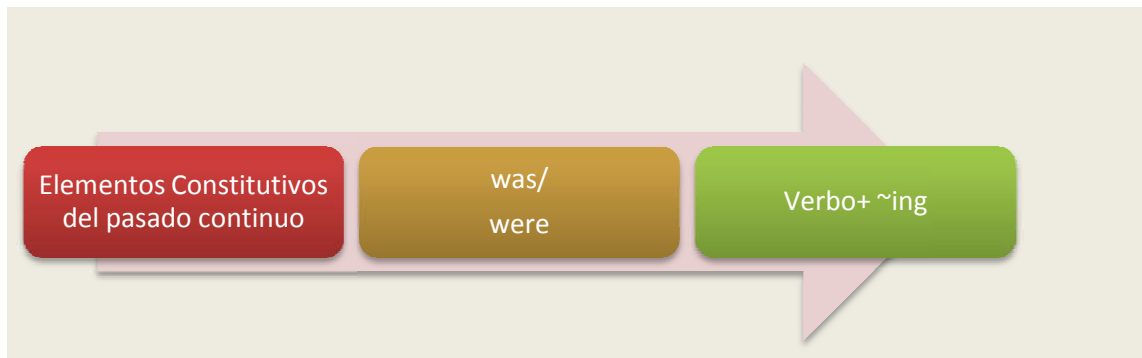 Elementos Constitutivos
del pasado continuo
was/
were
Verbo+ ~ing